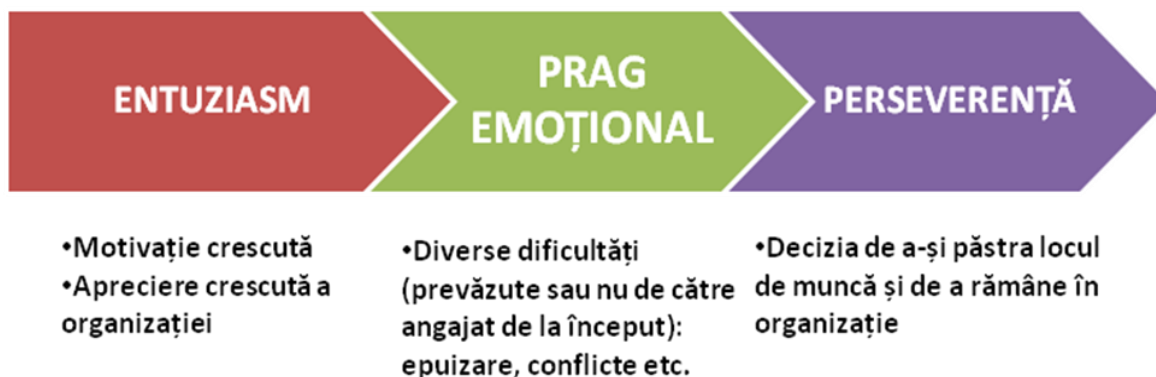 ENTUZIASM
PRAG
EMOȚIONAL
PERSEVERENȚĂ
•Motivație crescută
•Apreciere crescută a
organizației
•Diverse dificultăți
(prevăzute sau nu de către
angajat de la început):
epuizare, conflicte etc.
•Decizia de a-și păstra locul
de muncă și de a rămâne în
organizație